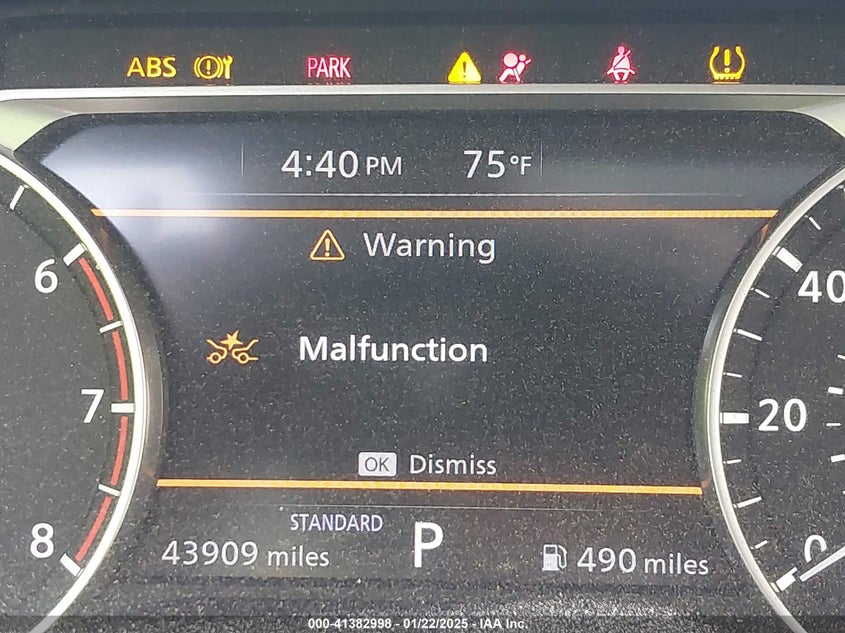 ABS PARK
4:40 PM 75°F
Warning
6
40
Malfunction
7
20
OK Dismiss
STANDARD
8
P
0
43909 miles
490 miles
000-41382998 - 01/22/2025 - IAA Inc.